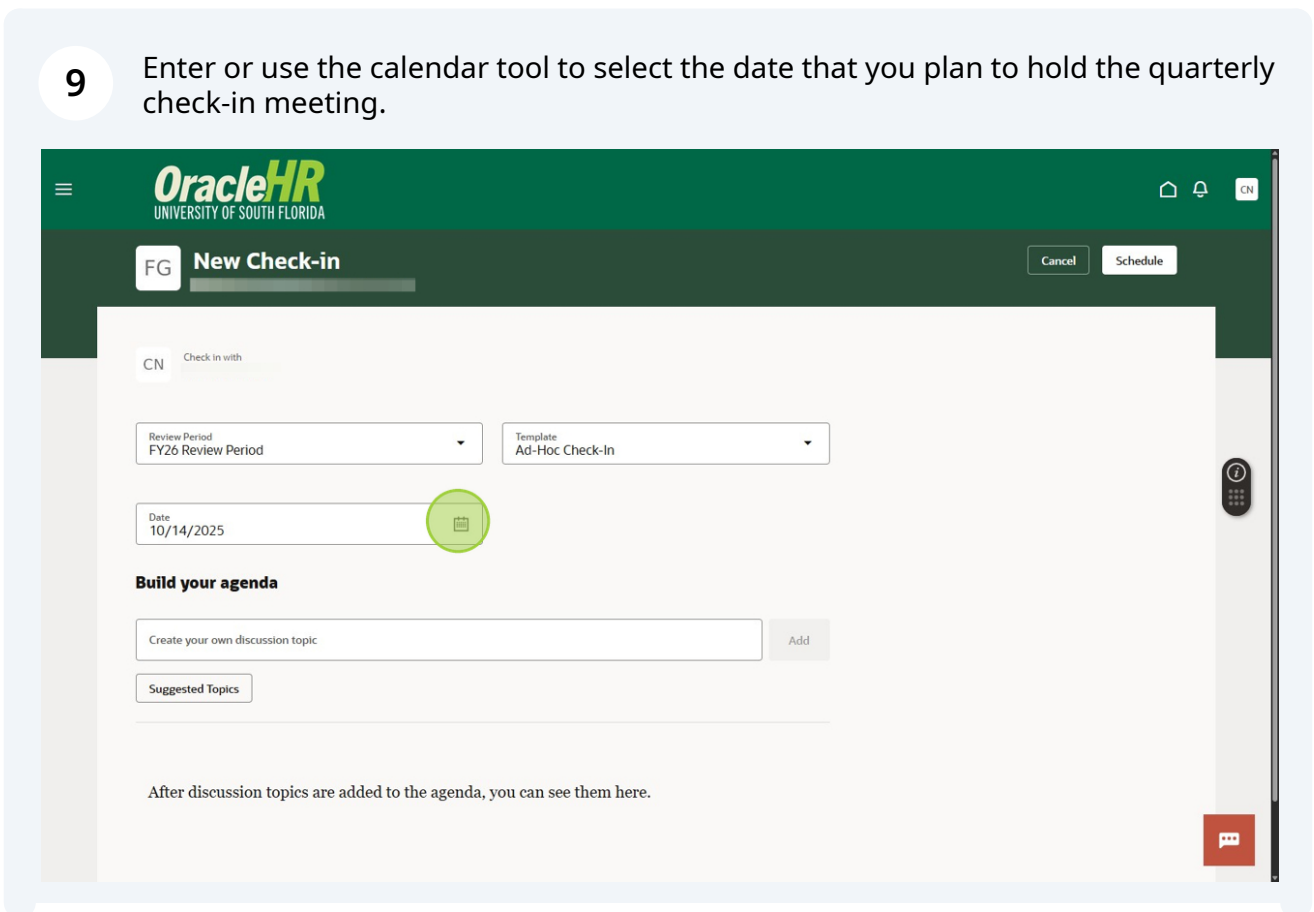 9
Enter or use the calendar tool to select the date that you plan to hold the quarterly
check-in meeting.
OracleHR
UNIVERSITY OF SOUTH FLORIDA
CN
FG
New Check-in
Cancel
Schedule
CN
Check in with
Review Period
FY26 Review Period
Template
Ad-Hoc Check-In
Date
10/14/2025
Build your agenda
Create your own discussion topic
Add
Suggested Topics
After discussion topics are added to the agenda, you can see them here.